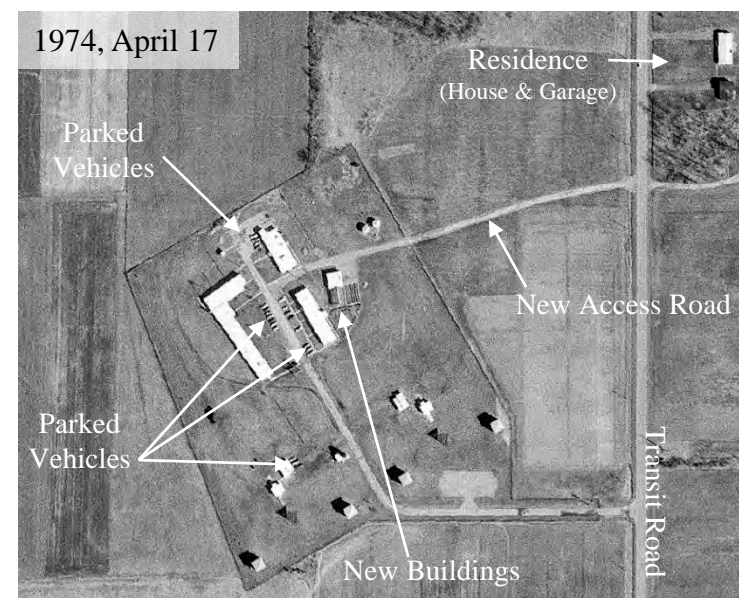 1974, April 17
Residence
(House & Garage)
Parked
Vehicles
New Access Road
Parked
Vehicles
Transit Road
New Buildings